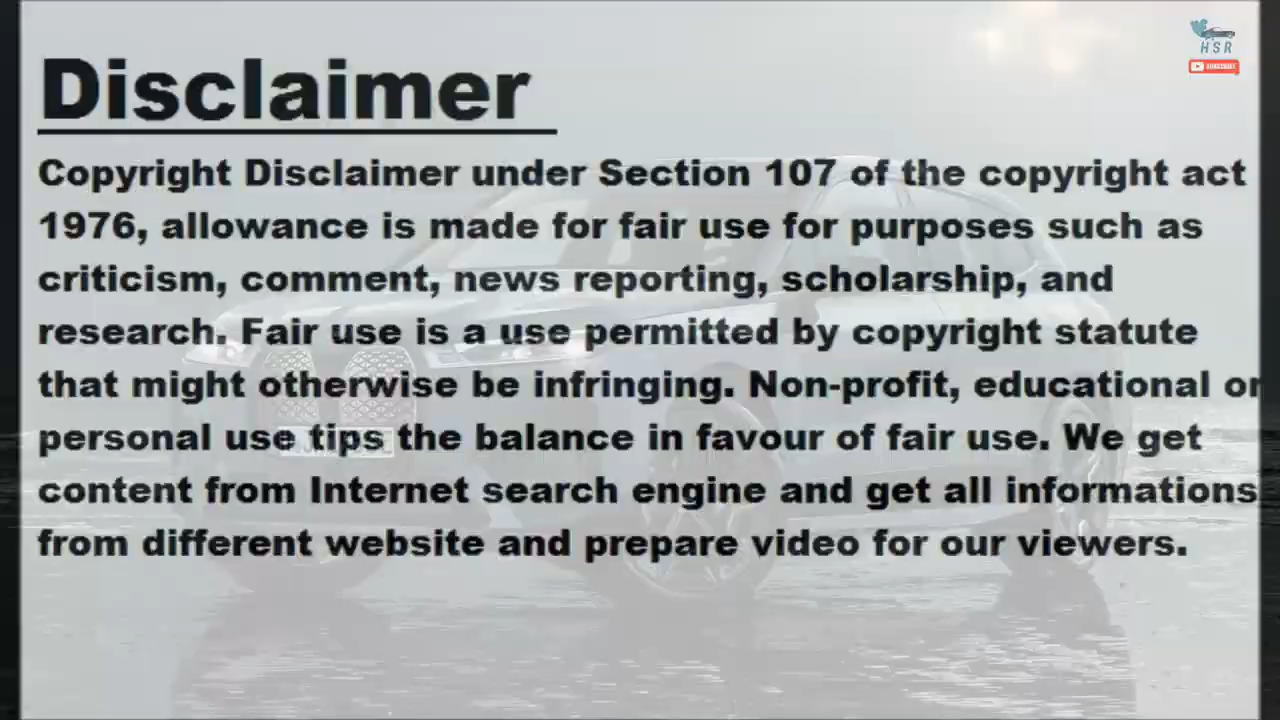 HSR
SUBSCRIBE
Disclaimer
Copyright Disclaimer under Section 107 of the copyright act
1976, allowance is made for fair use for purposes such as
criticism, comment, news reporting, scholarship, and
research. Fair use is a use permitted by copyright statute
that might otherwise be infringing. Non-profit, educational or
personal use tips the balance in favour of fair use. We get
content from Internet search engine and get all informations
from different website and prepare video for our viewers.